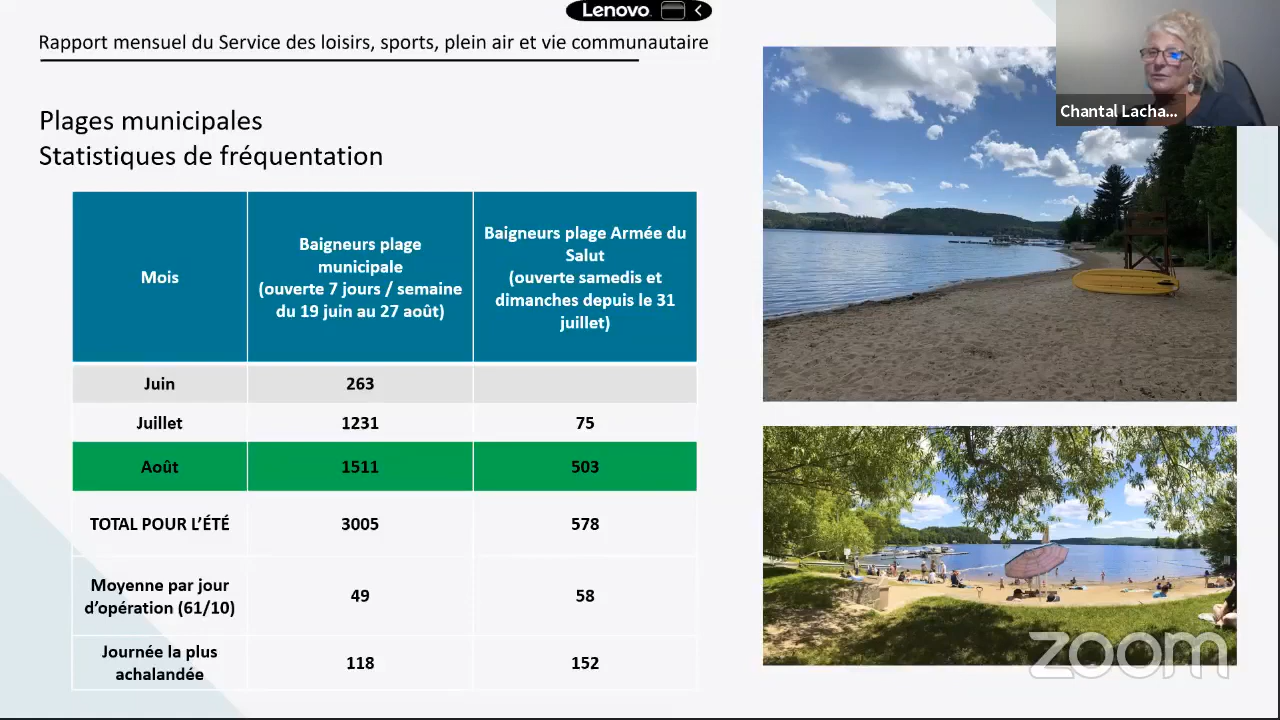 Lenovo
Rapport mensuel du Service des loisirs, sports, plein air et vie communautaire
Chantal Lacha...
Plages municipales
Statistiques de fréquentation
Mois
Baigneurs plage
municipale
(ouverte 7 jours / semaine
du 19 juin au 27 août)
Baigneurs plage Armée du
Salut
(ouverte samedis et
dimanches depuis le 31
juillet)
Juin
263
Juillet
1231
75
Août
1511
503
TOTAL POUR L'ÉTÉ
3005
578
Moyenne par jour
d'opération (61/10)
49
58
Journée la plus
achalandée
118
152
zoom